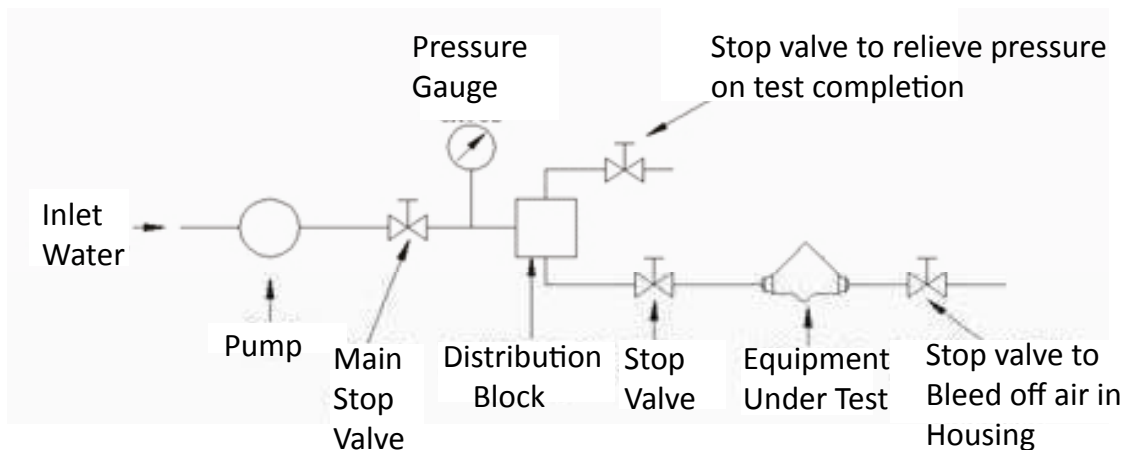 Pressure
Gauge
Stop valve to relieve pressure
on test completion
Inlet
Water
Pump
Main
Stop
Valve
Distribution
Block
Stop
Valve
Equipment
Under Test
Stop valve to
Bleed off air in
Housing